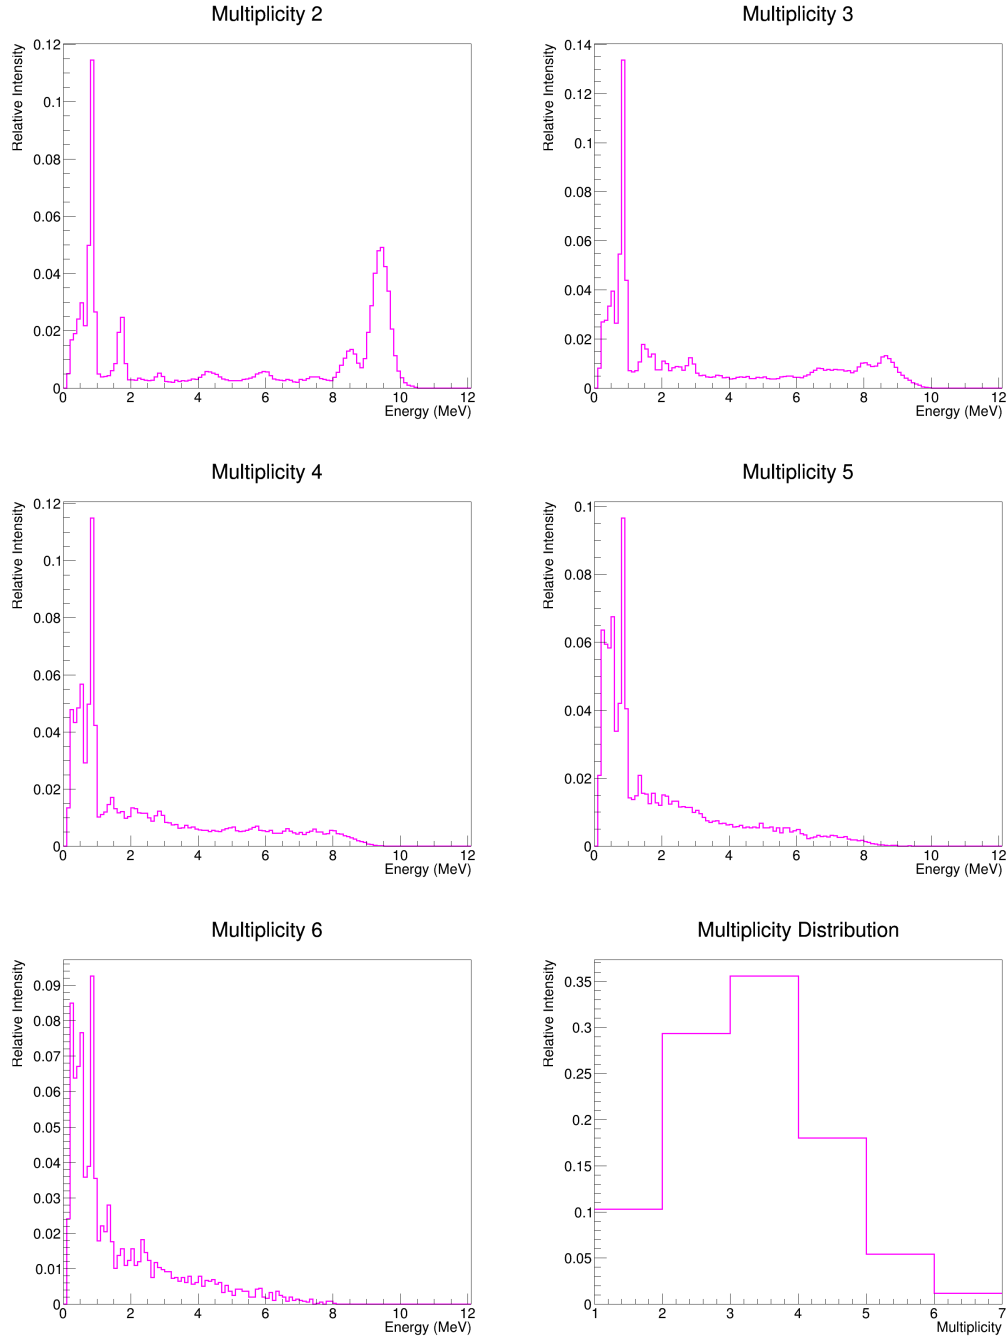 Multiplicity 2
Relative Intensity
0.12
0.1
0.08
0.06
0.04
0.02
0
0 2 4 6 8 10 12
Energy (MeV)
Multiplicity 3
Relative Intensity
0.14
0.12
0.1
0.08
0.06
0.04
0.02
0
0 2 4 6 8 10 12
Energy (MeV)
Multiplicity 4
Relative Intensity
0.12
0.1
0.08
0.06
0.04
0.02
0
0 2 4 6 8 10 12
Energy (MeV)
Multiplicity 5
Relative Intensity
0.1
0.08
0.06
0.04
0.02
0
0 2 4 6 8 10 12
Energy (MeV)
Multiplicity 6
Relative Intensity
0.09
0.08
0.07
0.06
0.05
0.04
0.03
0.02
0.01
0
0 2 4 6 8 10 12
Energy (MeV)
Multiplicity Distribution
Relative Intensity
0.35
0.3
0.25
0.2
0.15
0.1
0.05
0
1 2 3 4 5 6 7
Multiplicity